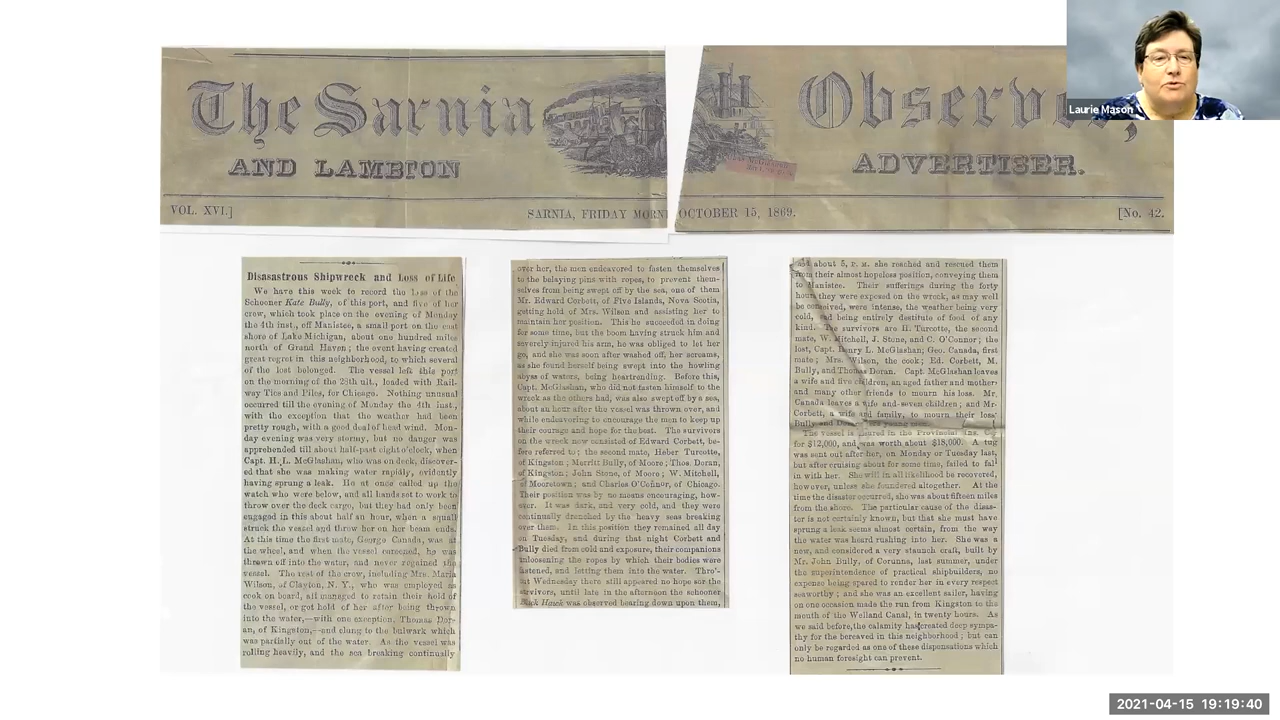 The Sarnia Observer,
Laurie Mason
AND LAMBTON ADVERTISER.
VOL. XVI.] SARNIA, FRIDAY MORNI OCTOBER 15, 1869. [No. 42.
Disasastrous Shipwreck and Loss of Life
We have this week to record the Loss of the
Schooner Kate Bully, of this port, and five of her
crew, which took place on the evening of Monday
the 4th inst., off Manistee, a small port on the east
shore of Lake Michigan, about one hundred miles
north of Grand Haven; the event having created
great regret in this neighborhood, to which several
of the lost belonged. The vessel left this port
on the morning of the 28th ult., loaded with Rail-
way Ties and Piles, for Chicago. Nothing unusual
occurred till the evening of Monday the 4th inst.,
with the exception that the weather had been
pretty rough, with a good deal of head wind. Mon-
day evening was very stormy, but no danger was
apprehended till about half-past eight o'clock, when
Capt. H. L. McGlashan, who was on deck, discover-
ed that she was making water rapidly, evidently
having sprung a leak. He at once called up the
watch who were below, and all hands set to work to
throw over the deck cargo, but they had only been
engaged in this about half an hour, when a squall
struck the vessel and threw her on her beam ends.
At this time the first mate, George Canada, was at
the wheel, and when the vessel careened, he was
thrown off into the water, and never regained the
vessel. The rest of the crew, including Mrs. Maria
Wilson, of Clayton, N. Y., who was employed as
cook on board, all managed to retain their hold of
the vessel, or got hold of her after being thrown
into the water,—with one exception, Thomas Dor-
an, of Kingston,—and clung to the bulwark which
was partially out of the water. As the vessel was
rolling heavily, and the sea breaking continually
over her, the men endeavored to fasten themselves
to the belaying pins with ropes, to prevent them-
selves from being swept off by the sea, one of them
Mr. Edward Corbett, of Five Islands, Nova Scotia,
getting hold of Mrs. Wilson and assisting her to
maintain her position. This he succeeded in doing
for some time, but the boom having struck him and
severely injured his arm, he was obliged to let her
go, and she was soon after washed off, her screams,
as she found herself being swept into the howling
abyss of waters, being heartrending. Before this,
Capt. McGlashan, who did not fasten himself to the
wreck as the others had, was also swept off by a sea,
about an hour after the vessel was thrown over, and
while endeavoring to encourage the men to keep up
their courage and hope for the best. The survivors
on the wreck now consisted of Edward Corbett, be-
fore referred to; the second mate, Heber Turcotte,
of Kingston; Merritt Bully, of Moore; Thos. Doran,
of Kingston; John Stone, of Moore; W. Mitchell,
of Mooretown; and Charles O'Connor, of Chicago.
Their position was by no means encouraging, how-
ever. It was dark, and very cold, and they were
continually drenched by the heavy seas breaking
over them. In this position they remained all day
on Tuesday, and during that night Corbett and
Bully died from cold and exposure, their companions
unloosening the ropes by which their bodies were
fastened, and letting them into the water. Thro'-
ut Wednesday there still appeared no hope for the
survivors, until late in the afternoon the schooner
Black Hawk was observed bearing down upon them,
and about 5, P. M. she reached and rescued them
from their almost hopeless position, conveying them
to Manistee. Their sufferings during the forty
hours they were exposed on the wreck, as may well
be conceived, were intense, the weather being very
cold, and being entirely destitute of food of any
kind. The survivors are H. Turcotte, the second
mate, W. Mitchell, J. Stone, and C. O'Connor; the
lost, Capt. Henry L. McGlashan; Geo. Canada, first
mate; Mrs. Wilson, the cook; Ed. Corbett, M.
Bully, and Thomas Doran. Capt. McGlashan leaves
a wife and five children, an aged father and mother
and many other friends to mourn his loss. Mr.
Canada leaves a wife and seven children; and Mr.
Corbett, a wife and family, to mourn their loss
Bully and
The vessel is insured in the Provincial Ins.
for $12,000, and was worth about $18,000. A tug
was sent out after her, on Monday or Tuesday last,
but after cruising about for some time, failed to fall
in with her. She will in all likelihood be recovered,
however, unless she foundered altogether. At the
time the disaster occurred, she was about fifteen miles
from the shore. The particular cause of the disas-
ter is not certainly known, but that she must have
sprung a leak seems almost certain, from the way
the water was heard rushing into her. She was a
new, and considered a very staunch craft, built by
Mr. John Bully, of Corunna, last summer, under
the superintendence of practical shipbuilders, no
expense being spared to render her in every respect
seaworthy; and she was an excellent sailer, having
on one occasion made the run from Kingston to the
mouth of the Welland Canal, in twenty hours. As
we said before, the calamity has created deep sympa-
thy for the bereaved in this neighborhood; but can
only be regarded as one of these dispensations which
no human foresight can prevent.
2021-04-15 19:19:40